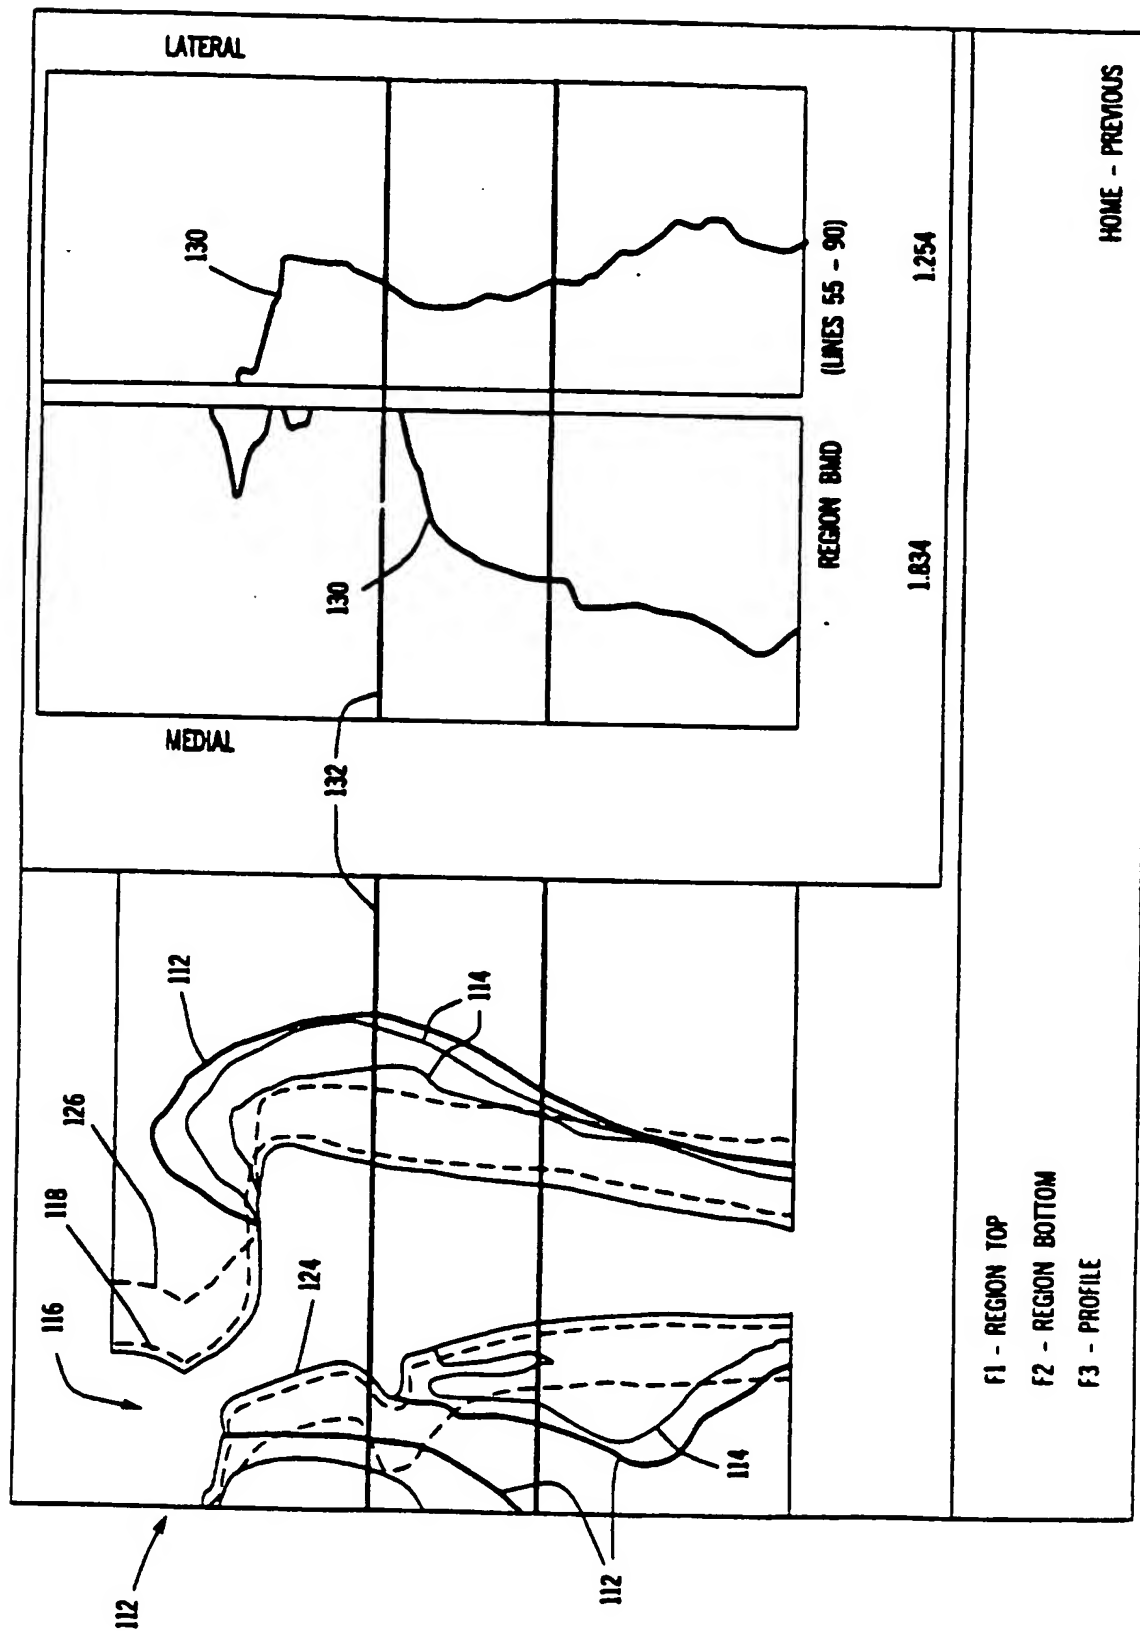 116
126
118
112
112
MEDIAL
LATERAL
130
124
132
130
114
112
114
REGION BMD (LINES 55 - 90)
1.834 1.254
F1 - REGION TOP
F2 - REGION BOTTOM
F3 - PROFILE
HOME - PREVIOUS